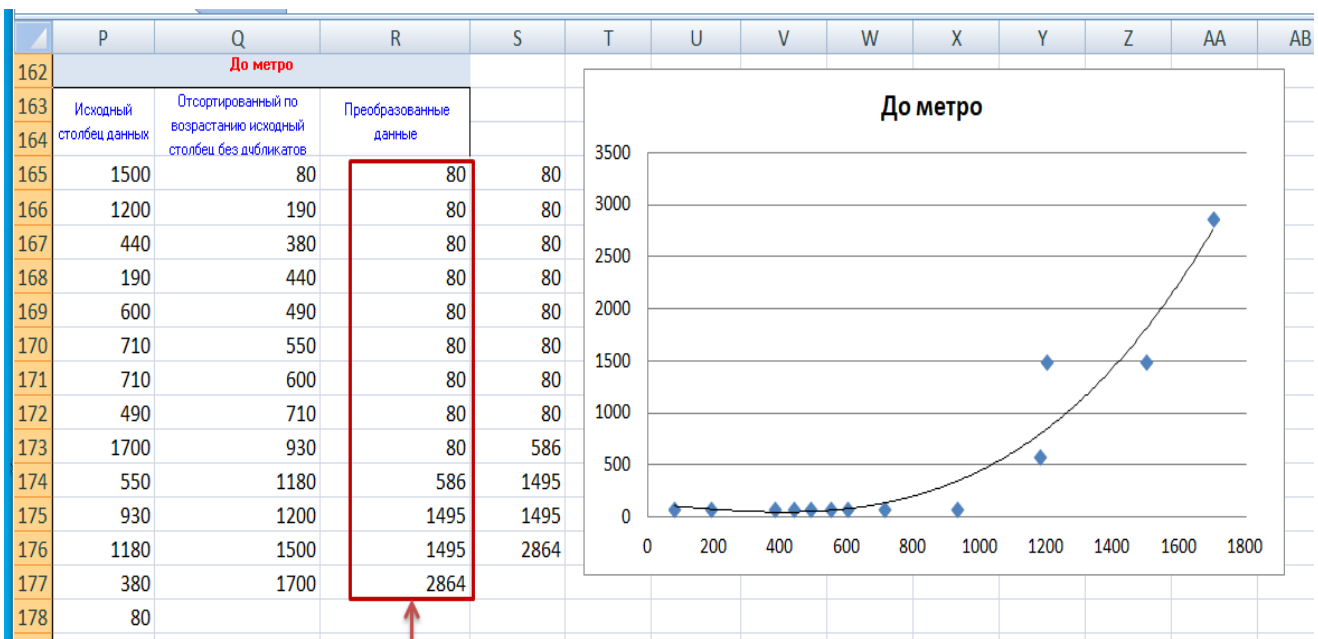 P Q R S T U V W X Y Z AA AB
162 До метро
163 Исходный Отсортированный по Преобразованные
164 столбец данных возрастанию исходный данные
столбец без дубликатов
165 1500 80 80 80
166 1200 190 80 80
167 440 380 80 80
168 190 440 80 80
169 600 490 80 80
170 710 550 80 80
171 710 600 80 80
172 490 710 80 80
173 1700 930 80 586
174 550 1180 586 1495
175 930 1200 1495 1495
176 1180 1500 1495 2864
177 380 1700 2864
178 80
До метро
3500
3000
2500
2000
1500
1000
500
0
0 200 400 600 800 1000 1200 1400 1600 1800